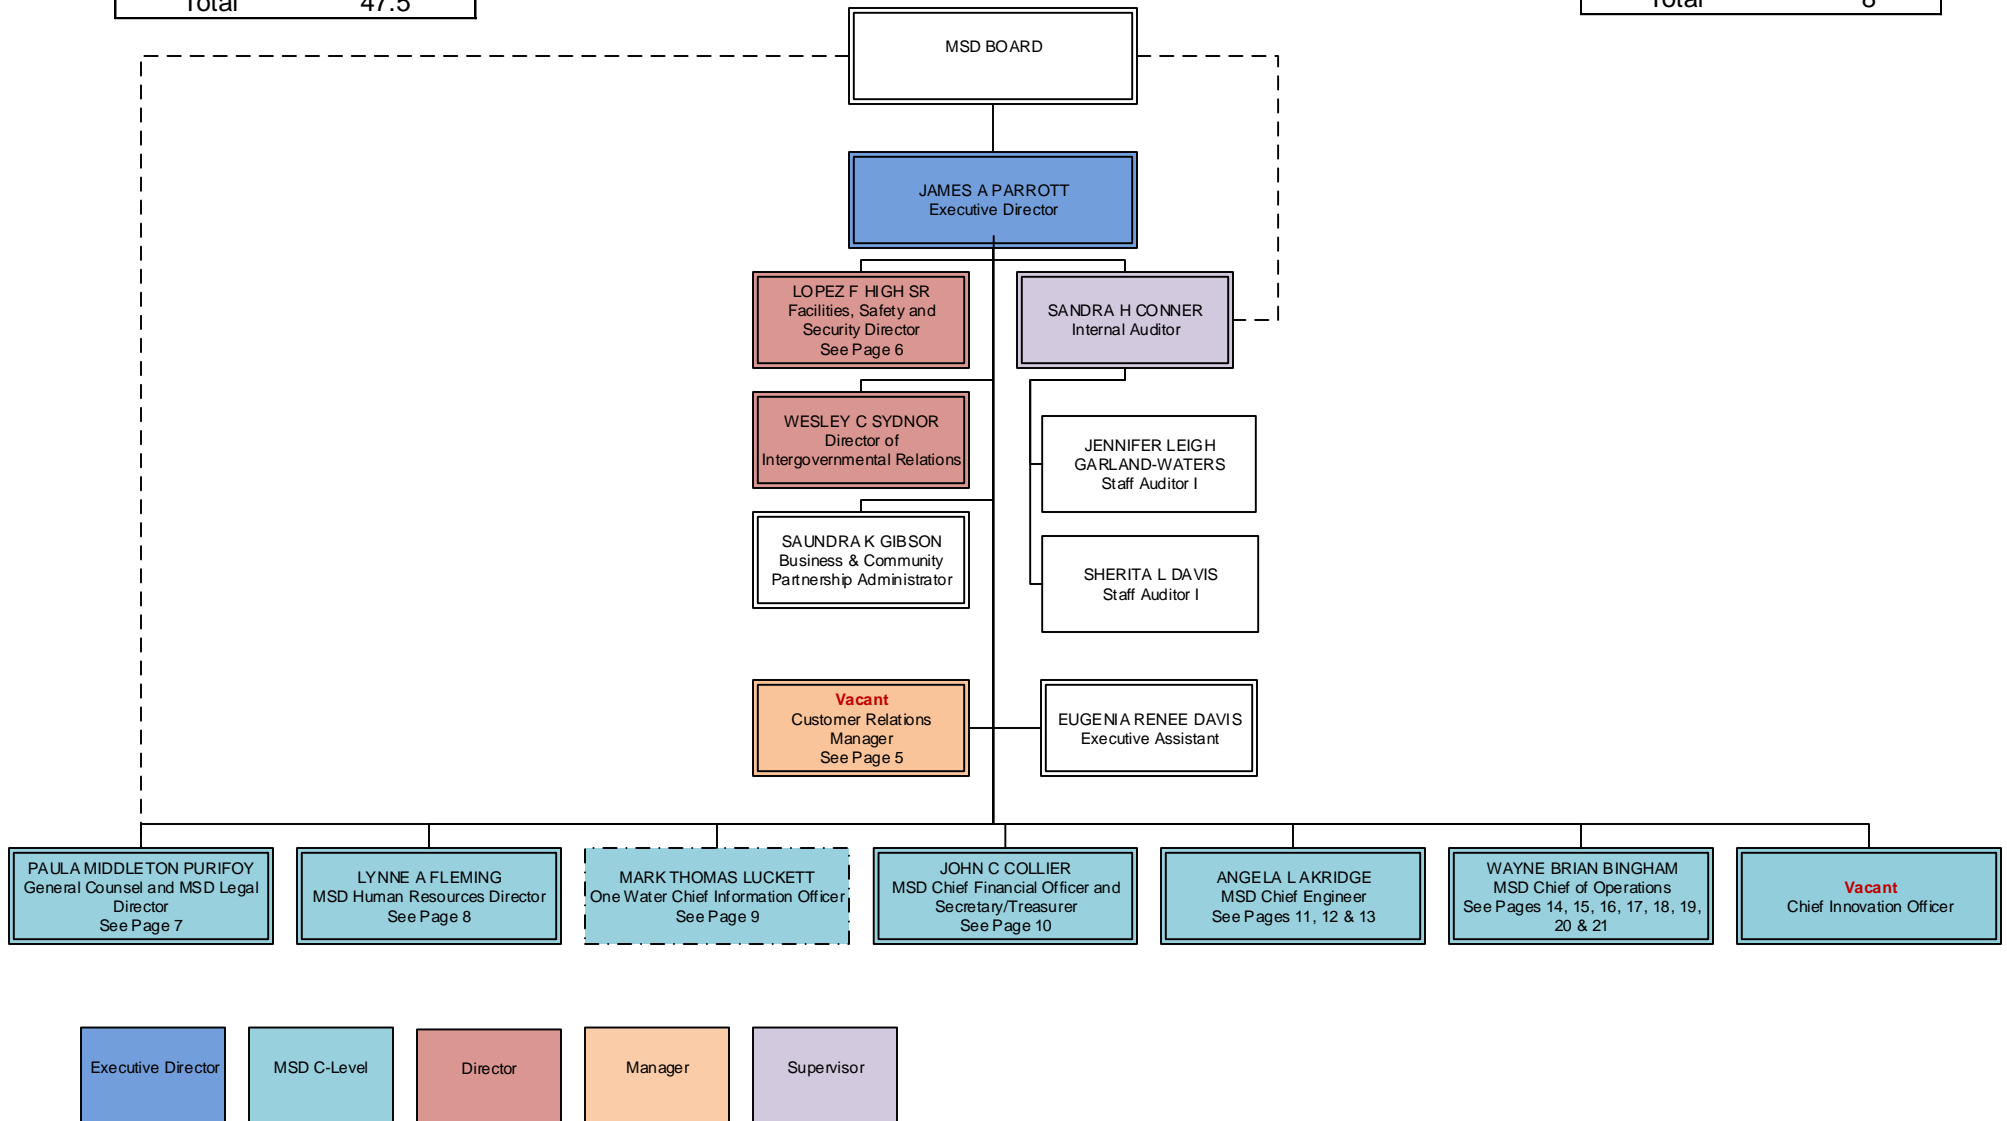 Total 47.5
Total 8
MSD BOARD
JAMES A PARROTT
Executive Director
LOPEZ F HIGH SR
Facilities, Safety and
Security Director
See Page 6
SANDRA H CONNER
Internal Auditor
WESLEY C SYDNOR
Director of
Intergovernmental Relations
JENNIFER LEIGH
GARLAND-WATERS
Staff Auditor I
SAUNDRA K GIBSON
Business & Community
Partnership Administrator
SHERITA L DAVIS
Staff Auditor I
Vacant
Customer Relations
Manager
See Page 5
EUGENIA RENEE DAVIS
Executive Assistant
PAULA MIDDLETON PURIFOY
General Counsel and MSD Legal
Director
See Page 7
LYNNE A FLEMING
MSD Human Resources Director
See Page 8
MARK THOMAS LUCKETT
One Water Chief Information Officer
See Page 9
JOHN C COLLIER
MSD Chief Financial Officer and
Secretary/Treasurer
See Page 10
ANGELA L AKRIDGE
MSD Chief Engineer
See Pages 11, 12 & 13
WAYNE BRIAN BINGHAM
MSD Chief of Operations
See Pages 14, 15, 16, 17, 18, 19,
20 & 21
Vacant
Chief Innovation Officer
Executive Director
MSD C-Level
Director
Manager
Supervisor